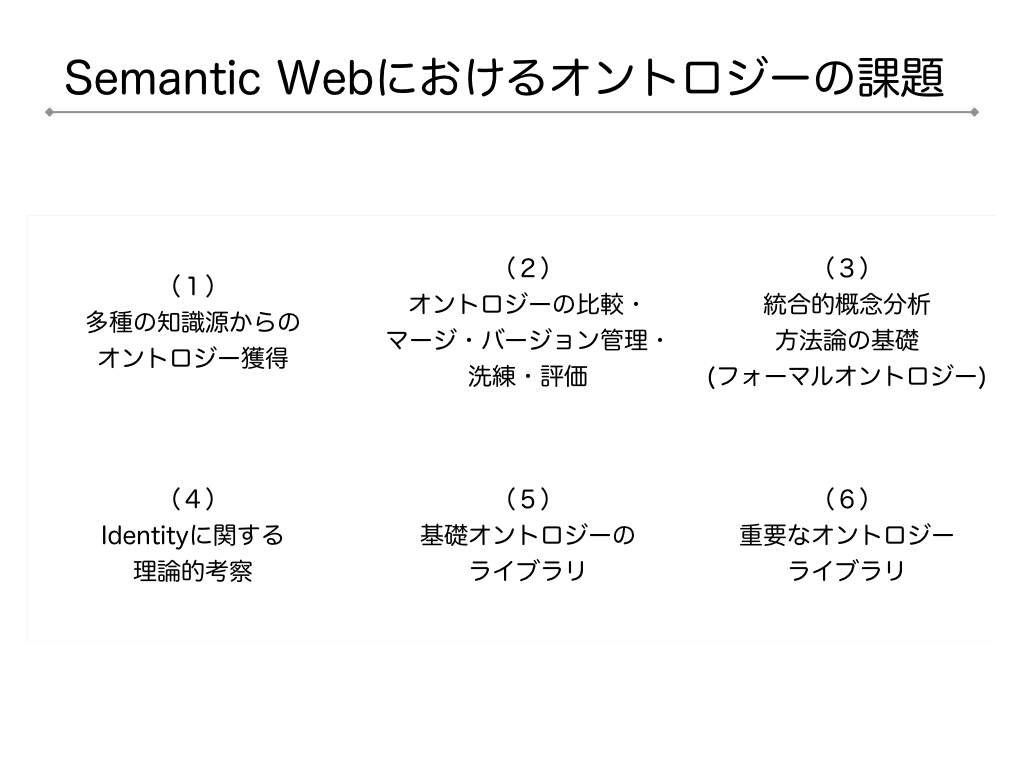 Semantic Webにおけるオントロジーの課題
（1）
多種の知識源からの
オントロジー獲得
（2）
オントロジーの比較・
マージ・バージョン管理・
洗練・評価
（3）
統合的概念分析
方法論の基礎
(フォーマルオントロジー)
（4）
Identityに関する
理論的考察
（5）
基礎オントロジーの
ライブラリ
（6）
重要なオントロジー
ライブラリ